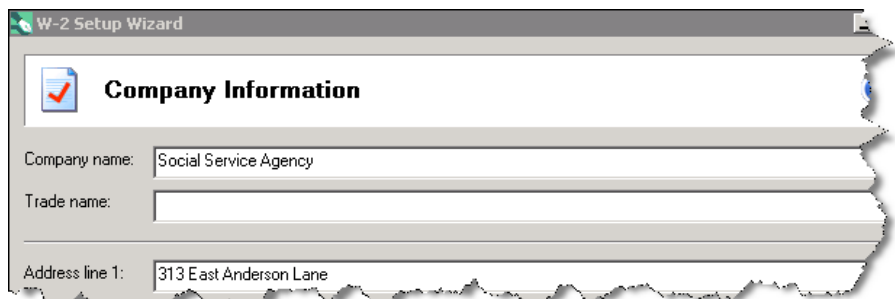 W-2 Setup Wizard
Company Information
Company name: Social Service Agency
Trade name:
Address line 1: 313 East Anderson Lane